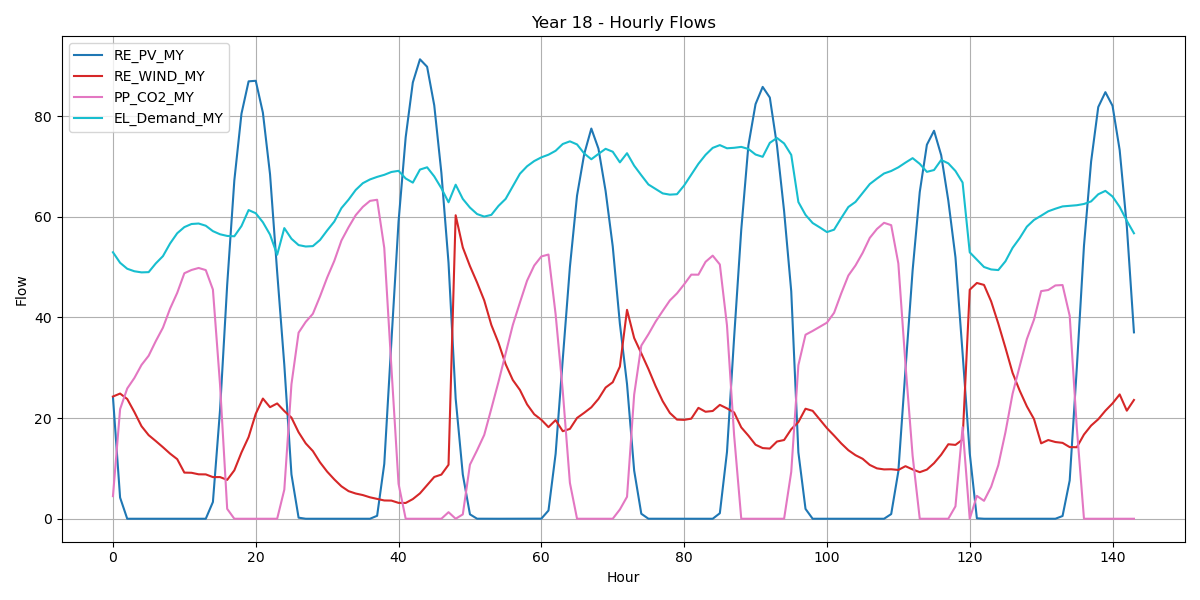 Year 18 - Hourly Flows
RE_PV_MY
RE_WIND_MY
PP_CO2_MY
EL_Demand_MY
Flow
80
60
40
20
0
0 20 40 60 80 100 120 140
Hour